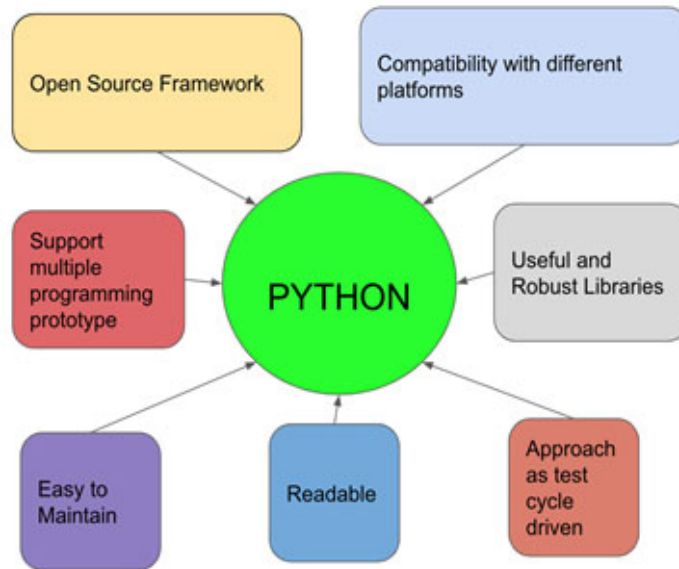 Open Source Framework
Compatibility with different
platforms
Support
multiple
programming
prototype
PYTHON
Useful and
Robust Libraries
Easy to
Maintain
Readable
Approach
as test
cycle
driven